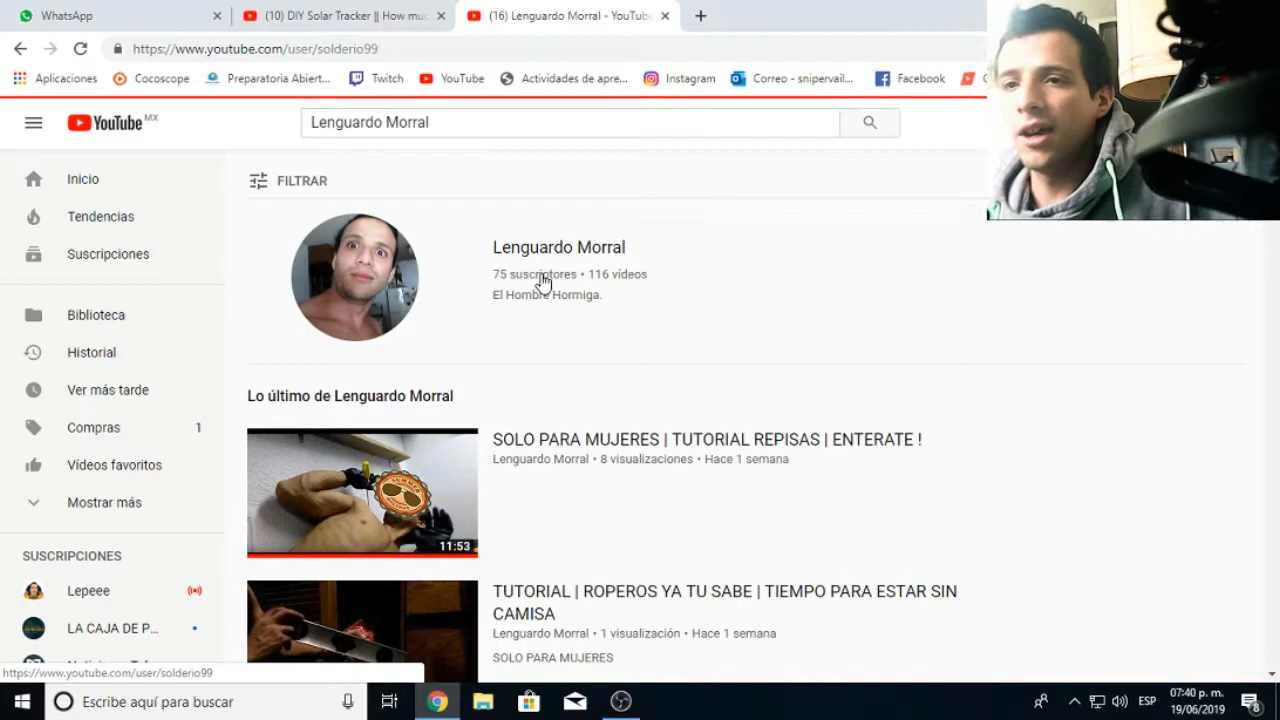 WhatsApp
(10) DIY Solar Tracker || How muc
(16) Lenguardo Morral - YouTube
https://www.youtube.com/user/solderio99
Aplicaciones
Cocoscope
Preparatoria Abiert...
Twitch
YouTube
Actividades de apre...
Instagram
Correo - snipervail...
Facebook
YouTube MX
Lenguardo Morral
Inicio
Tendencias
Suscripciones
Biblioteca
Historial
Ver más tarde
Compras 1
Vídeos favoritos
Mostrar más
SUSCRIPCIONES
Lepeee
LA CAJA DE P...
FILTRAR
Lenguardo Morral
75 suscriptores • 116 vídeos
El Hombre Hormiga.
Lo último de Lenguardo Morral
SUMMER
11:53
SOLO PARA MUJERES | TUTORIAL REPISAS | ENTERATE !
Lenguardo Morral • 8 visualizaciones • Hace 1 semana
TUTORIAL | ROPEROS YA TU SABE | TIEMPO PARA ESTAR SIN
CAMISA
Lenguardo Morral • 1 visualización • Hace 1 semana
SOLO PARA MUJERES
https://www.youtube.com/user/solderio99
Escribe aquí para buscar
ESP
07:40 p. m.
19/06/2019
8